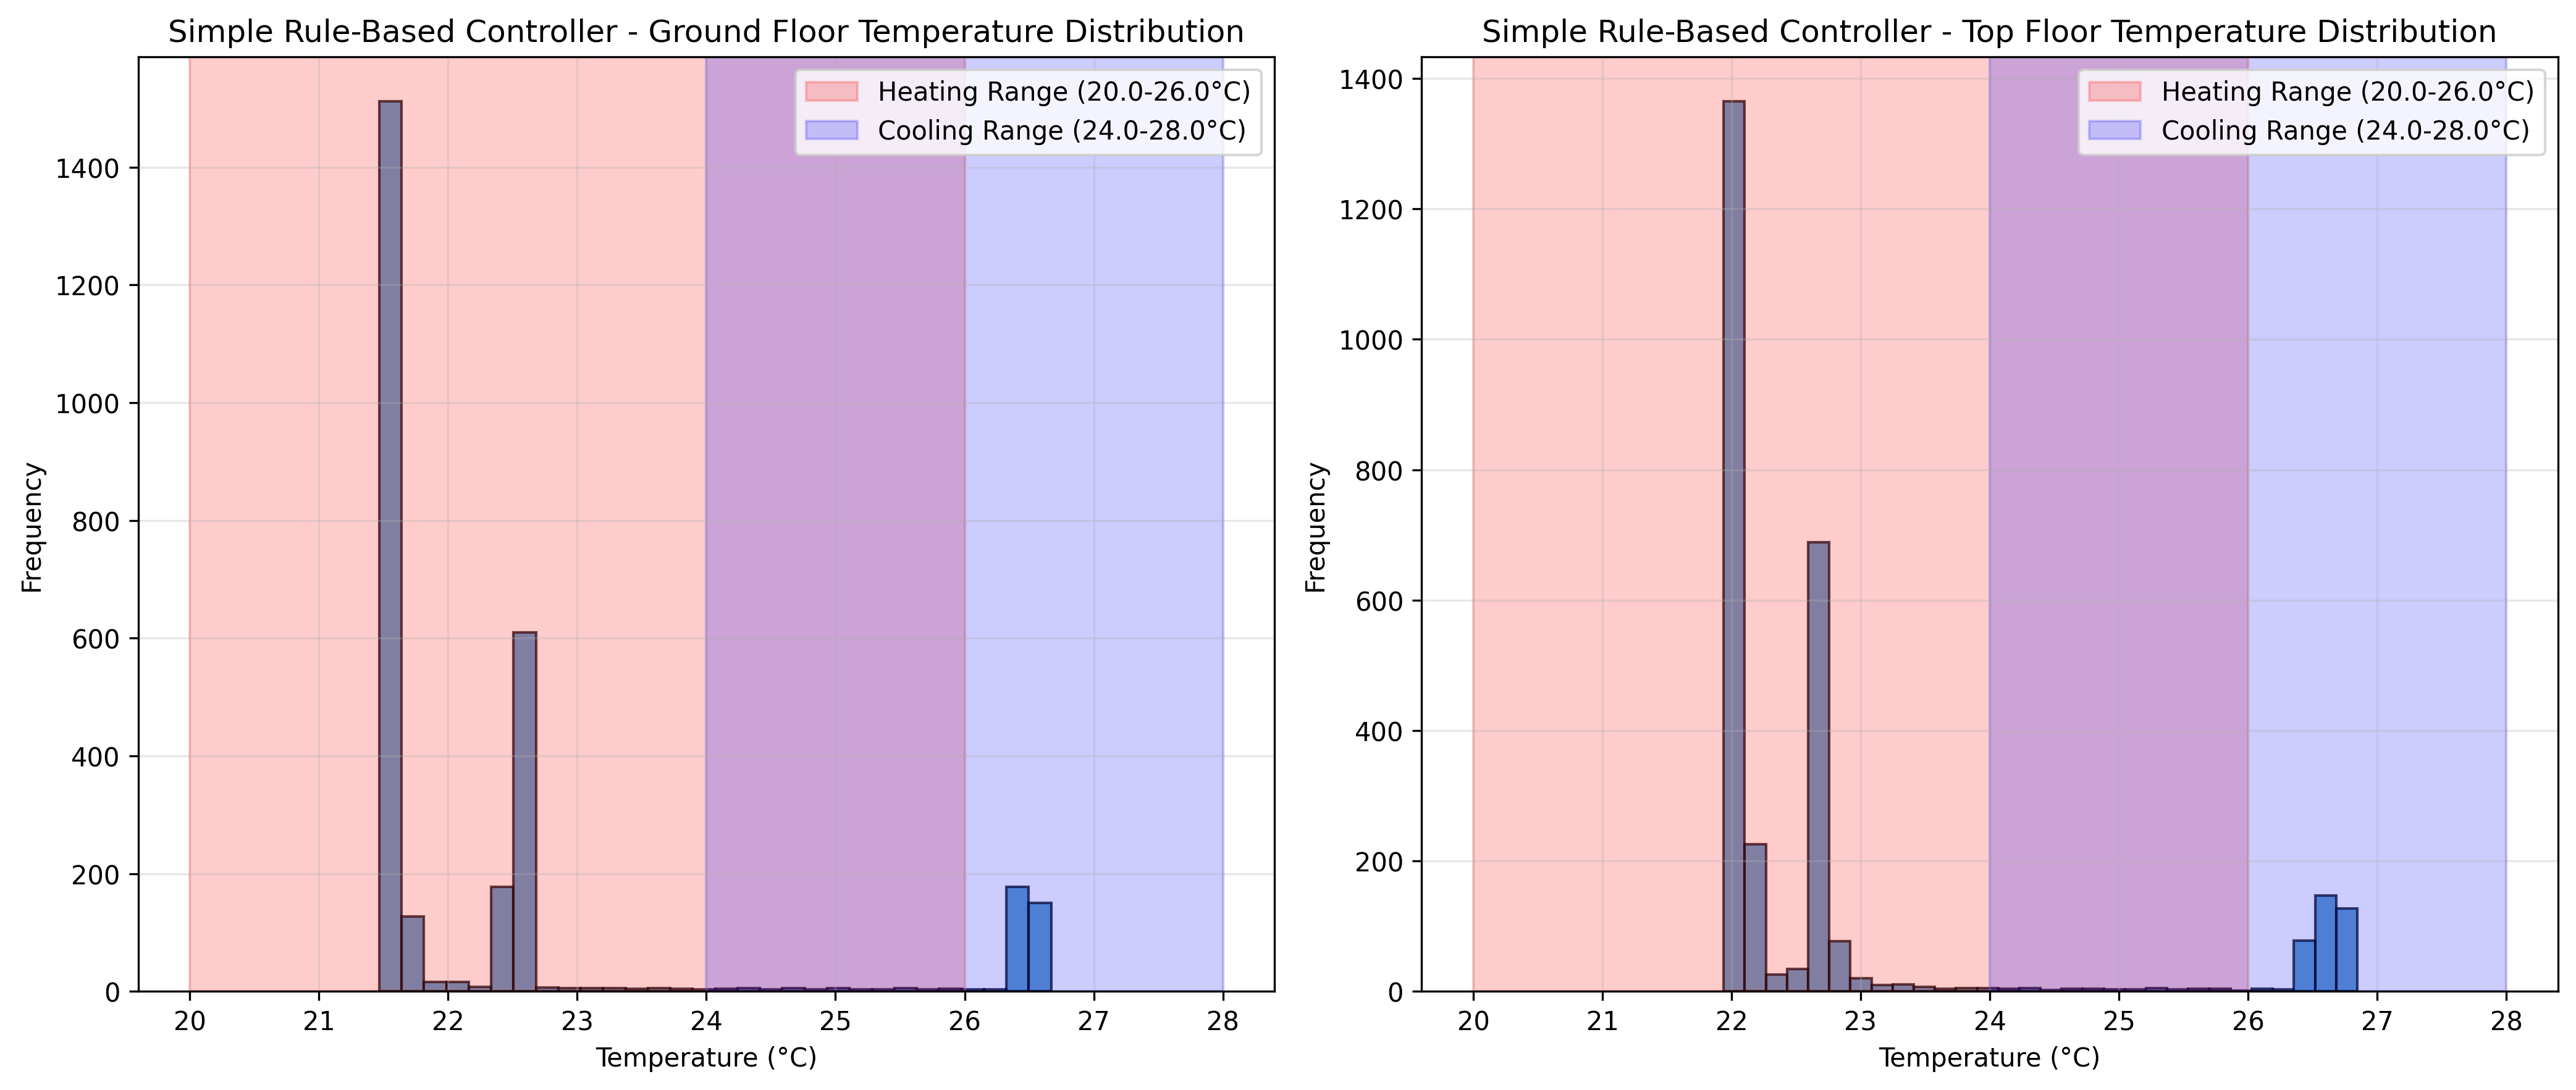 Simple Rule-Based Controller - Ground Floor Temperature Distribution
Heating Range (20.0-26.0°C)
Cooling Range (24.0-28.0°C)
1400
1200
1000
800
600
400
200
0
Frequency
20 21 22 23 24 25 26 27 28
Temperature (°C)
Simple Rule-Based Controller - Top Floor Temperature Distribution
Heating Range (20.0-26.0°C)
Cooling Range (24.0-28.0°C)
1400
1200
1000
800
600
400
200
0
Frequency
20 21 22 23 24 25 26 27 28
Temperature (°C)